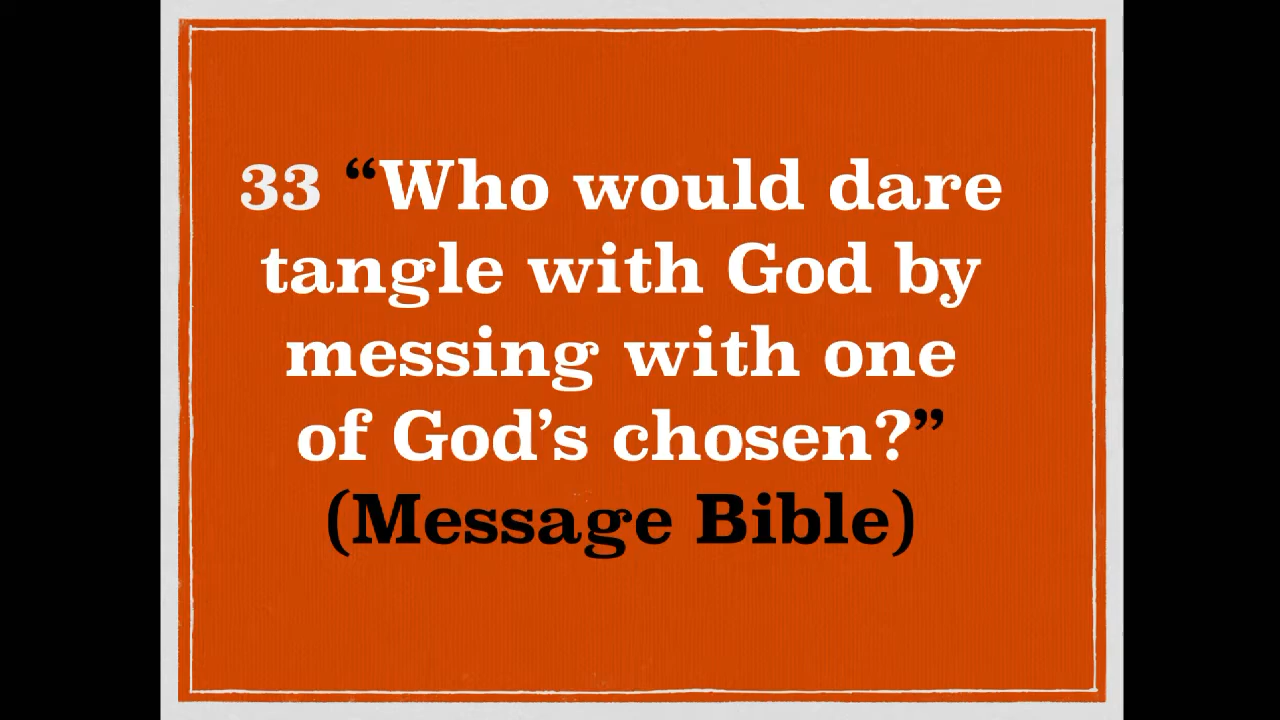 33 “Who would dare
tangle with God by
messing with one
of God’s chosen?”
(Message Bible)